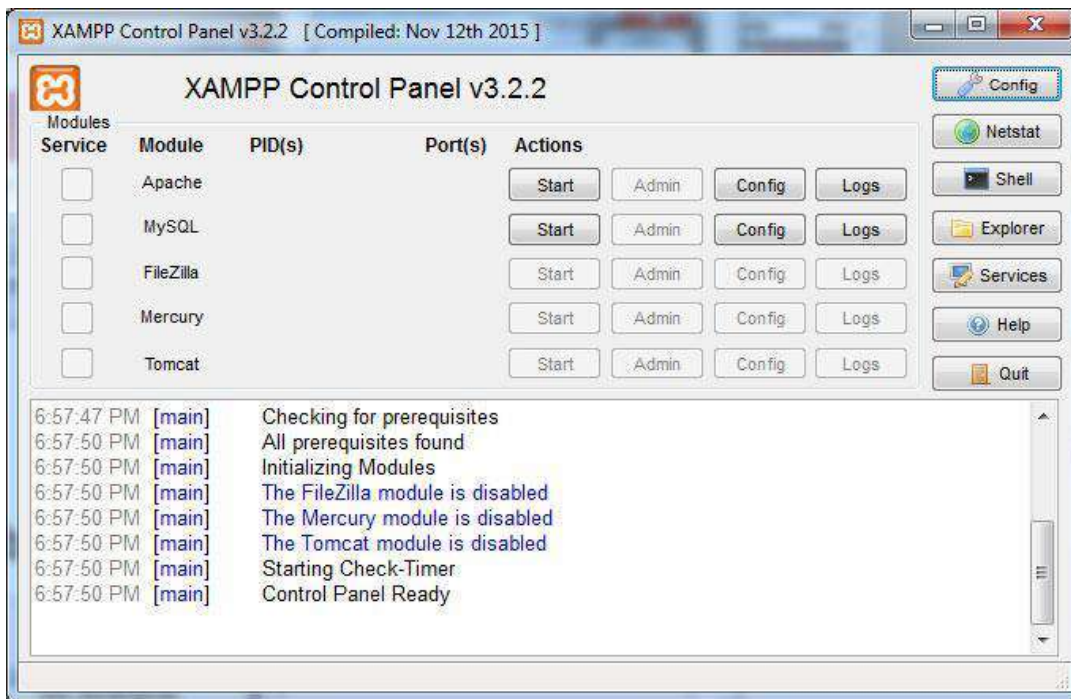 XAMPP Control Panel v3.2.2 [ Compiled: Nov 12th 2015 ]
XAMPP Control Panel v3.2.2
Config
Modules
Service Module PID(s) Port(s) Actions
Netstat
Apache Start Admin Config Logs
Shell
MySQL Start Admin Config Logs
Explorer
FileZilla Start Admin Config Logs
Services
Mercury Start Admin Config Logs
Help
Tomcat Start Admin Config Logs
Quit
6:57:47 PM [main] Checking for prerequisites
6:57:50 PM [main] All prerequisites found
6:57:50 PM [main] Initializing Modules
6:57:50 PM [main] The FileZilla module is disabled
6:57:50 PM [main] The Mercury module is disabled
6:57:50 PM [main] The Tomcat module is disabled
6:57:50 PM [main] Starting Check-Timer
6:57:50 PM [main] Control Panel Ready